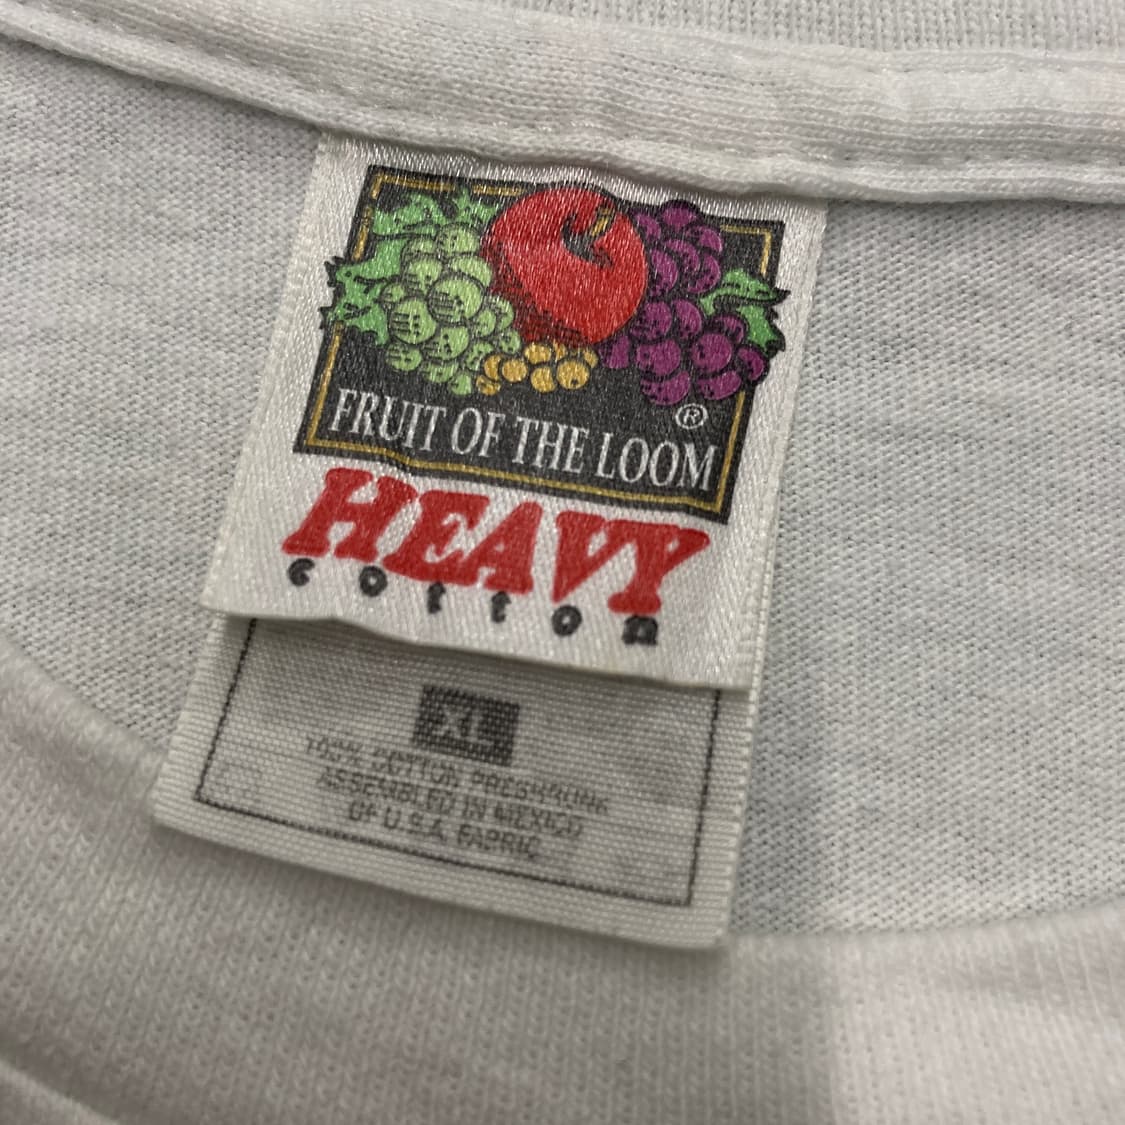 FRUIT OF THE LOOM ®
HEAVY
cotton
XL
100% COTTON PRESHRUNK
ASSEMBLED IN MEXICO
OF U.S.A. FABRIC